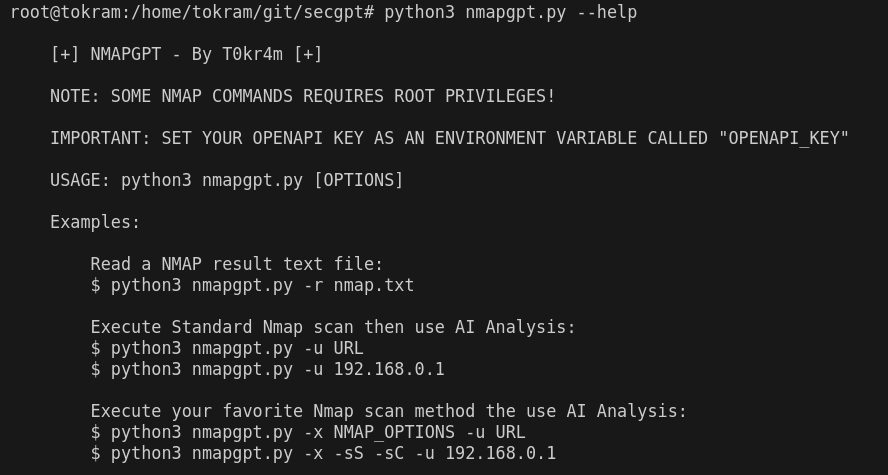 root@tokram:/home/tokram/git/secgpt# python3 nmapgpt.py --help
[+] NMAPGPT - By T0kr4m [+]
NOTE: SOME NMAP COMMANDS REQUIRES ROOT PRIVILEGES!
IMPORTANT: SET YOUR OPENAPI KEY AS AN ENVIRONMENT VARIABLE CALLED "OPENAPI_KEY"
USAGE: python3 nmapgpt.py [OPTIONS]
Examples:
Read a NMAP result text file:
$ python3 nmapgpt.py -r nmap.txt
Execute Standard Nmap scan then use AI Analysis:
$ python3 nmapgpt.py -u URL
$ python3 nmapgpt.py -u 192.168.0.1
Execute your favorite Nmap scan method the use AI Analysis:
$ python3 nmapgpt.py -x NMAP_OPTIONS -u URL
$ python3 nmapgpt.py -x -sS -sC -u 192.168.0.1